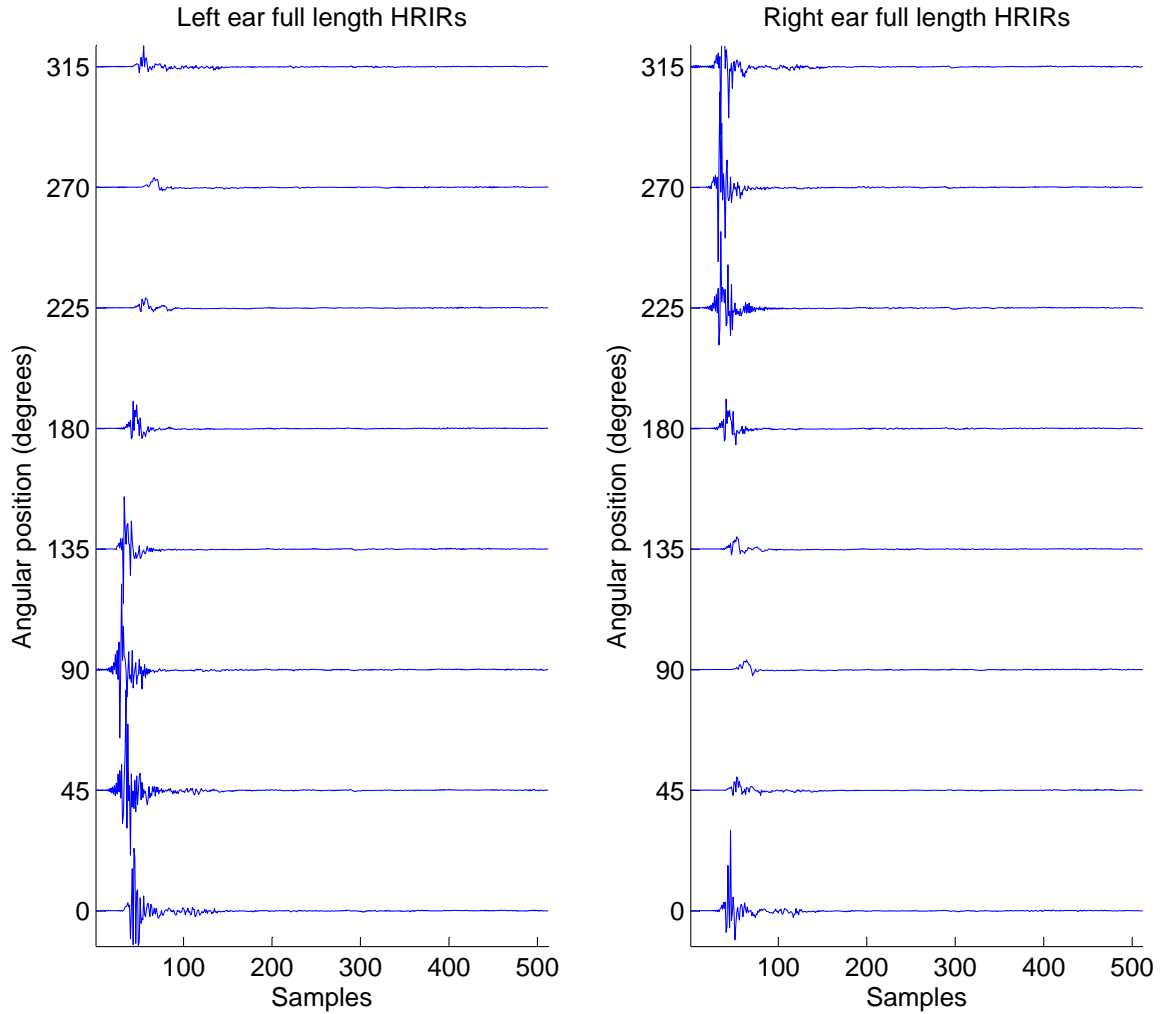 Left ear full length HRIRs
315
270
225
180
135
90
45
0
Angular position (degrees)
100 200 300 400 500
Samples
Right ear full length HRIRs
315
270
225
180
135
90
45
0
Angular position (degrees)
100 200 300 400 500
Samples